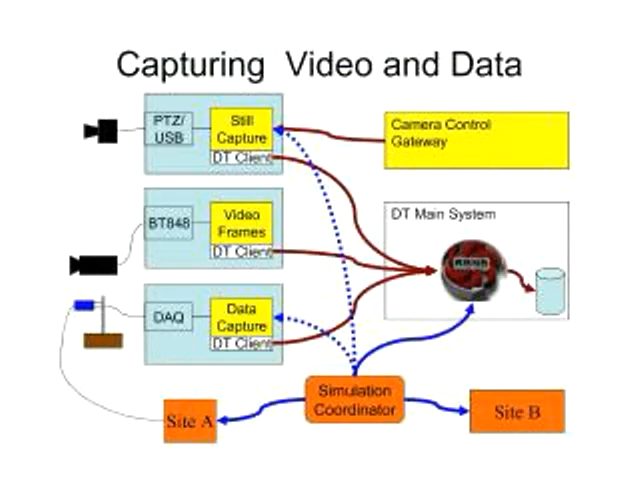 Capturing Video and Data
PTZ/
USB
Still
Capture
DT Client
Camera Control
Gateway
BT848
Video
Frames
DT Client
DT Main System
DAQ
Data
Capture
DT Client
Simulation
Coordinator
Site A
Site B